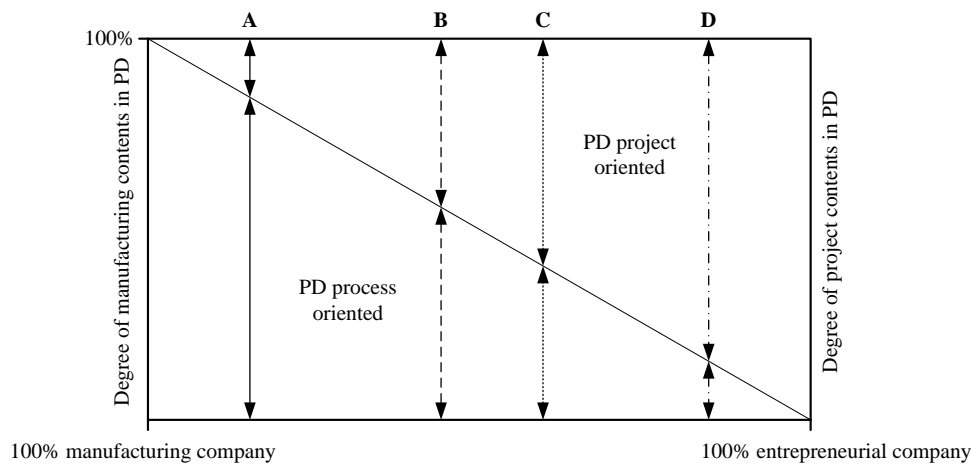 A B C D
100%
Degree of manufacturing contents in PD
PD project
oriented
PD process
oriented
Degree of project contents in PD
100% manufacturing company
100% entrepreneurial company